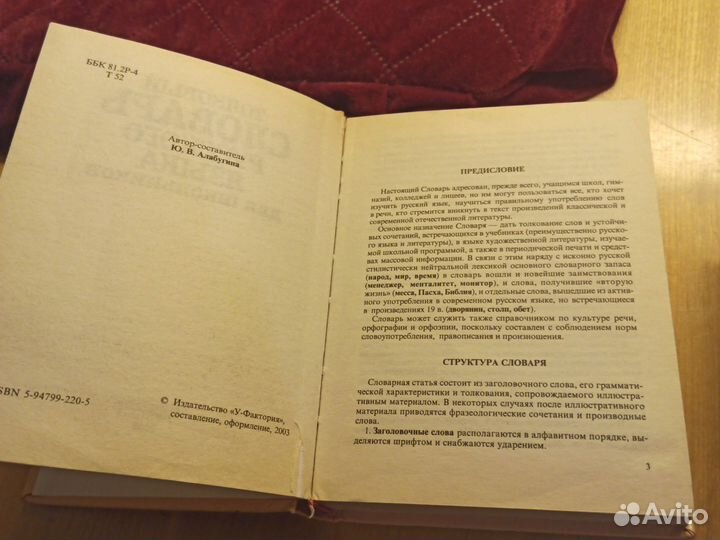 ББК 81.2Р-4
Т 52
Автор-составитель
Ю. В. Алабугина
ISBN 5-94799-220-5
© Издательство «У-Фактория»,
составление, оформление, 2003
ПРЕДИСЛОВИЕ
Настоящий Словарь адресован, прежде всего, учащимся школ, гим-
назий, колледжей и лицеев, но им могут пользоваться все, кто хочет
изучить русский язык, научиться правильному употреблению слов
в речи, кто стремится вникнуть в текст произведений классической и
современной отечественной литературы.
Основное назначение Словаря — дать толкование слов и устойчи-
вых сочетаний, встречающихся в учебниках (преимущественно русско-
го языка и литературы), в языке художественной литературы, изучае-
мой школьной программой, а также в периодической печати и сред-
ствах массовой информации. В связи с этим наряду с исконно русской
стилистически нейтральной лексикой основного словарного запаса
(народ, мир, время) в словарь вошли и новейшие заимствования
(менеджер, менталитет, монитор), и слова, получившие «вторую
жизнь» (месса, Пасха, Библия), и отдельные слова, вышедшие из актив-
ного употребления в современном русском языке, но встречающиеся
в произведениях 19 в. (дворянин, столп, обет).
Словарь может служить также справочником по культуре речи,
орфографии и орфоэпии, поскольку составлен с соблюдением норм
словоупотребления, правописания и произношения.
СТРУКТУРА СЛОВАРЯ
Словарная статья состоит из заголовочного слова, его граммати-
ческой характеристики и толкования, сопровождаемого иллюстра-
тивным материалом. В некоторых случаях после иллюстративного
материала приводятся фразеологические сочетания и производные
слова.
1. Заголовочные слова располагаются в алфавитном порядке, вы-
деляются шрифтом и снабжаются ударением.
3
Avito